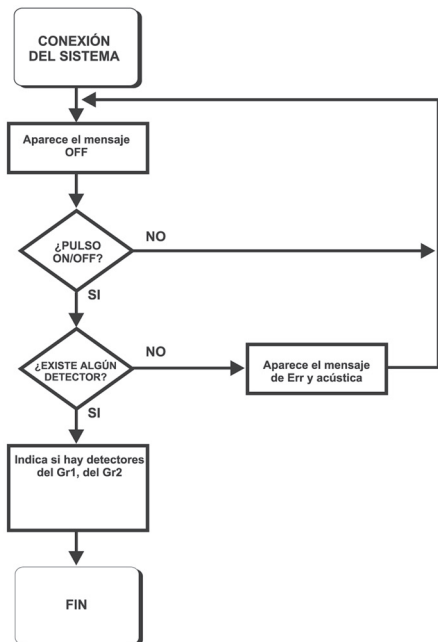 CONEXIÓN
DEL SISTEMA
Aparece el mensaje
OFF
¿PULSO
ON/OFF?
NO
SI
¿EXISTE ALGÚN
DETECTOR?
NO
Aparece el mensaje
de Err y acústica
SI
Indica si hay detectores
del Gr1, del Gr2
FIN